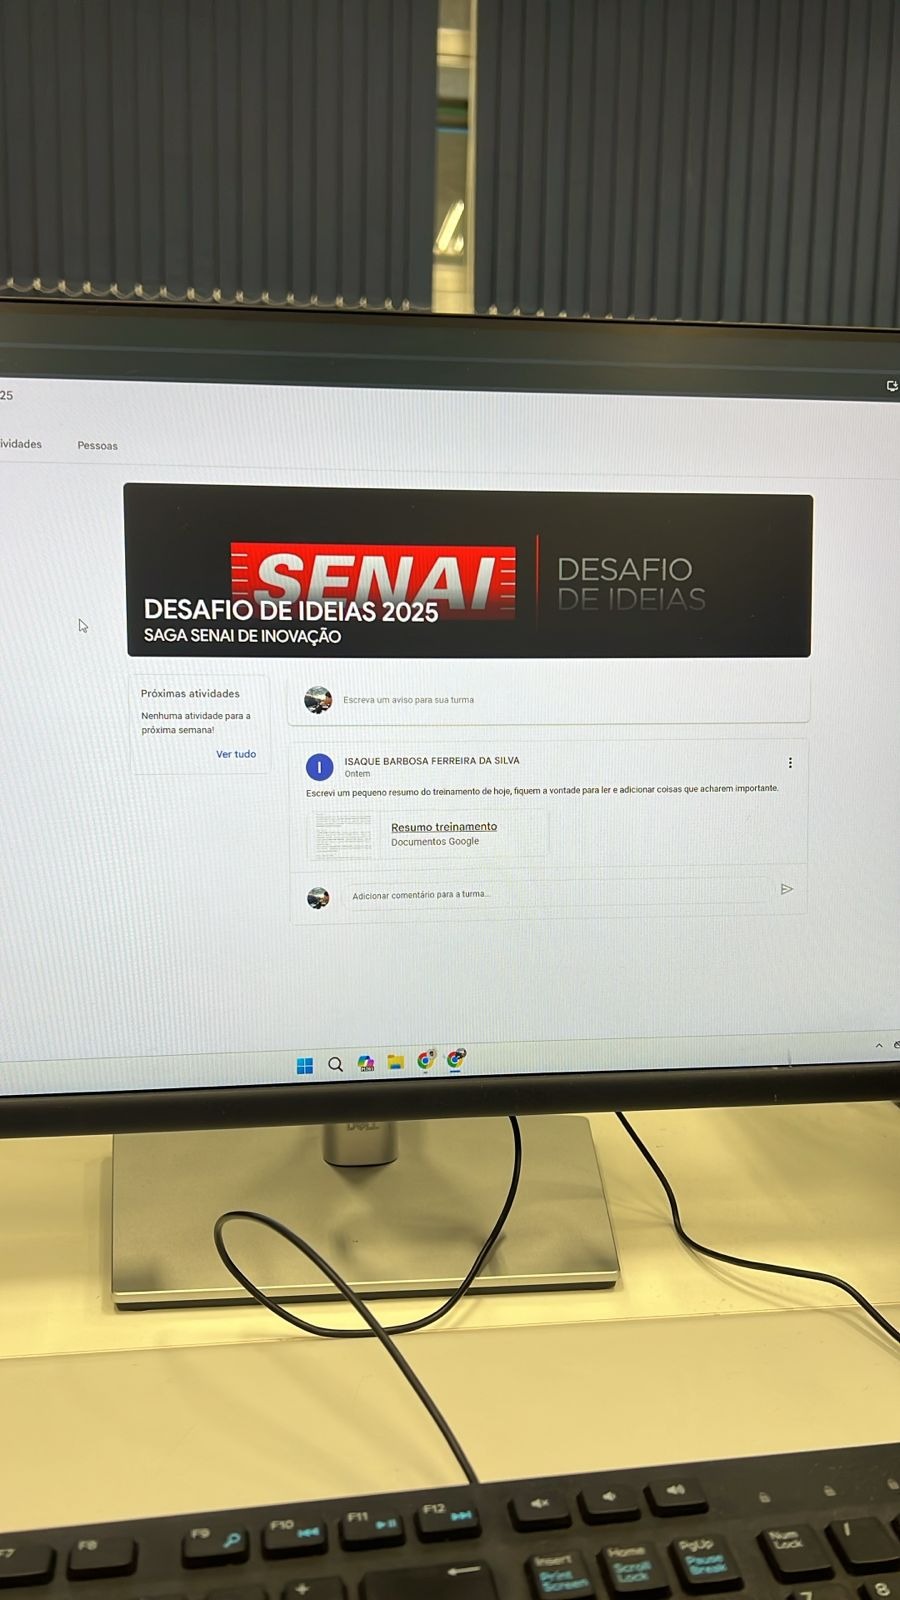 25
ividades
Pessoas
SENAI
DESAFIO
DE IDEIAS
DESAFIO DE IDEIAS 2025
SAGA SENAI DE INOVAÇÃO
Próximas atividades
Nenhuma atividade para a
próxima semana!
Ver tudo
Escreva um aviso para sua turma
I
ISAQUE BARBOSA FERREIRA DA SILVA
Ontem
Escrevi um pequeno resumo do treinamento de hoje, fiquem a vontade para ler e adicionar coisas que acharem importante.
Resumo treinamento
Documentos Google
Adicionar comentário para a turma...
DELL
F7
F8
F9
F10
F11
F12
Insert
Print
Screen
Home
Scroll
Lock
PgUp
Pause
Break
Num
Lock
/
7
8